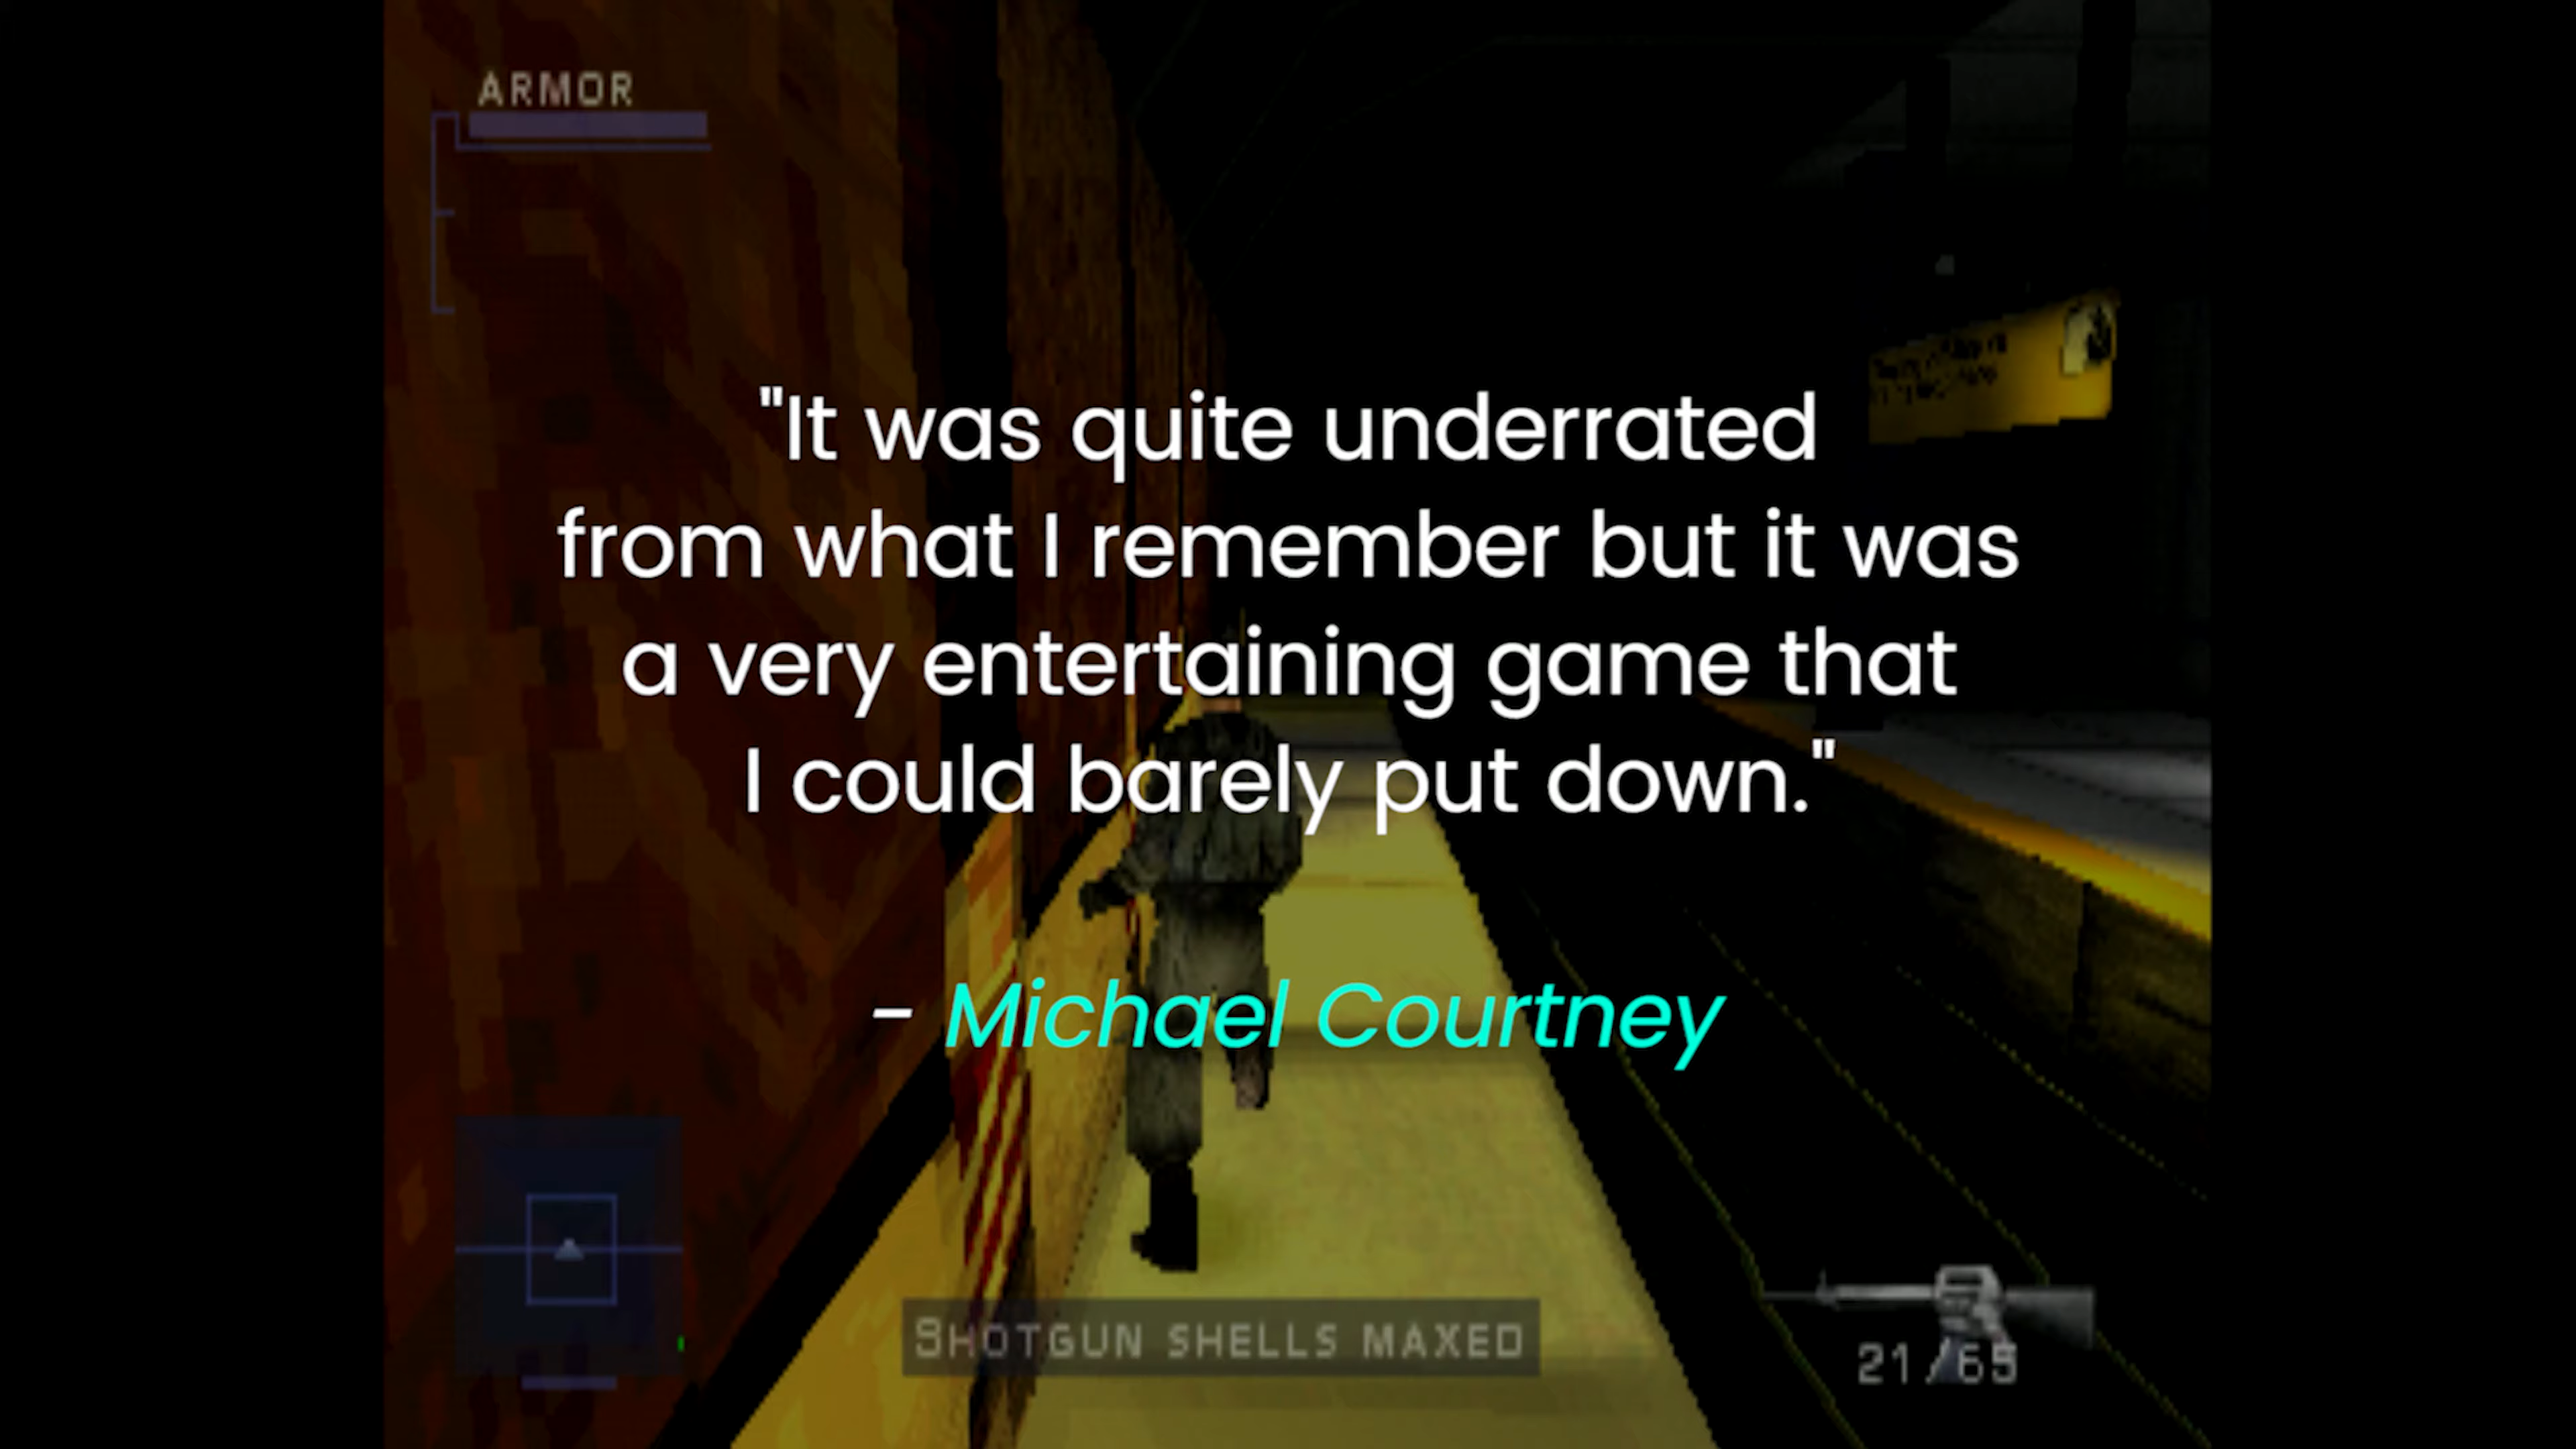 ARMOR
"It was quite underrated
from what I remember but it was
a very entertaining game that
I could barely put down."
- Michael Courtney
SHOTGUN SHELLS MAXED
21/65